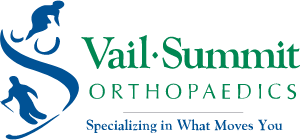 Vail·Summit
ORTHOPAEDICS
Specializing in What Moves You